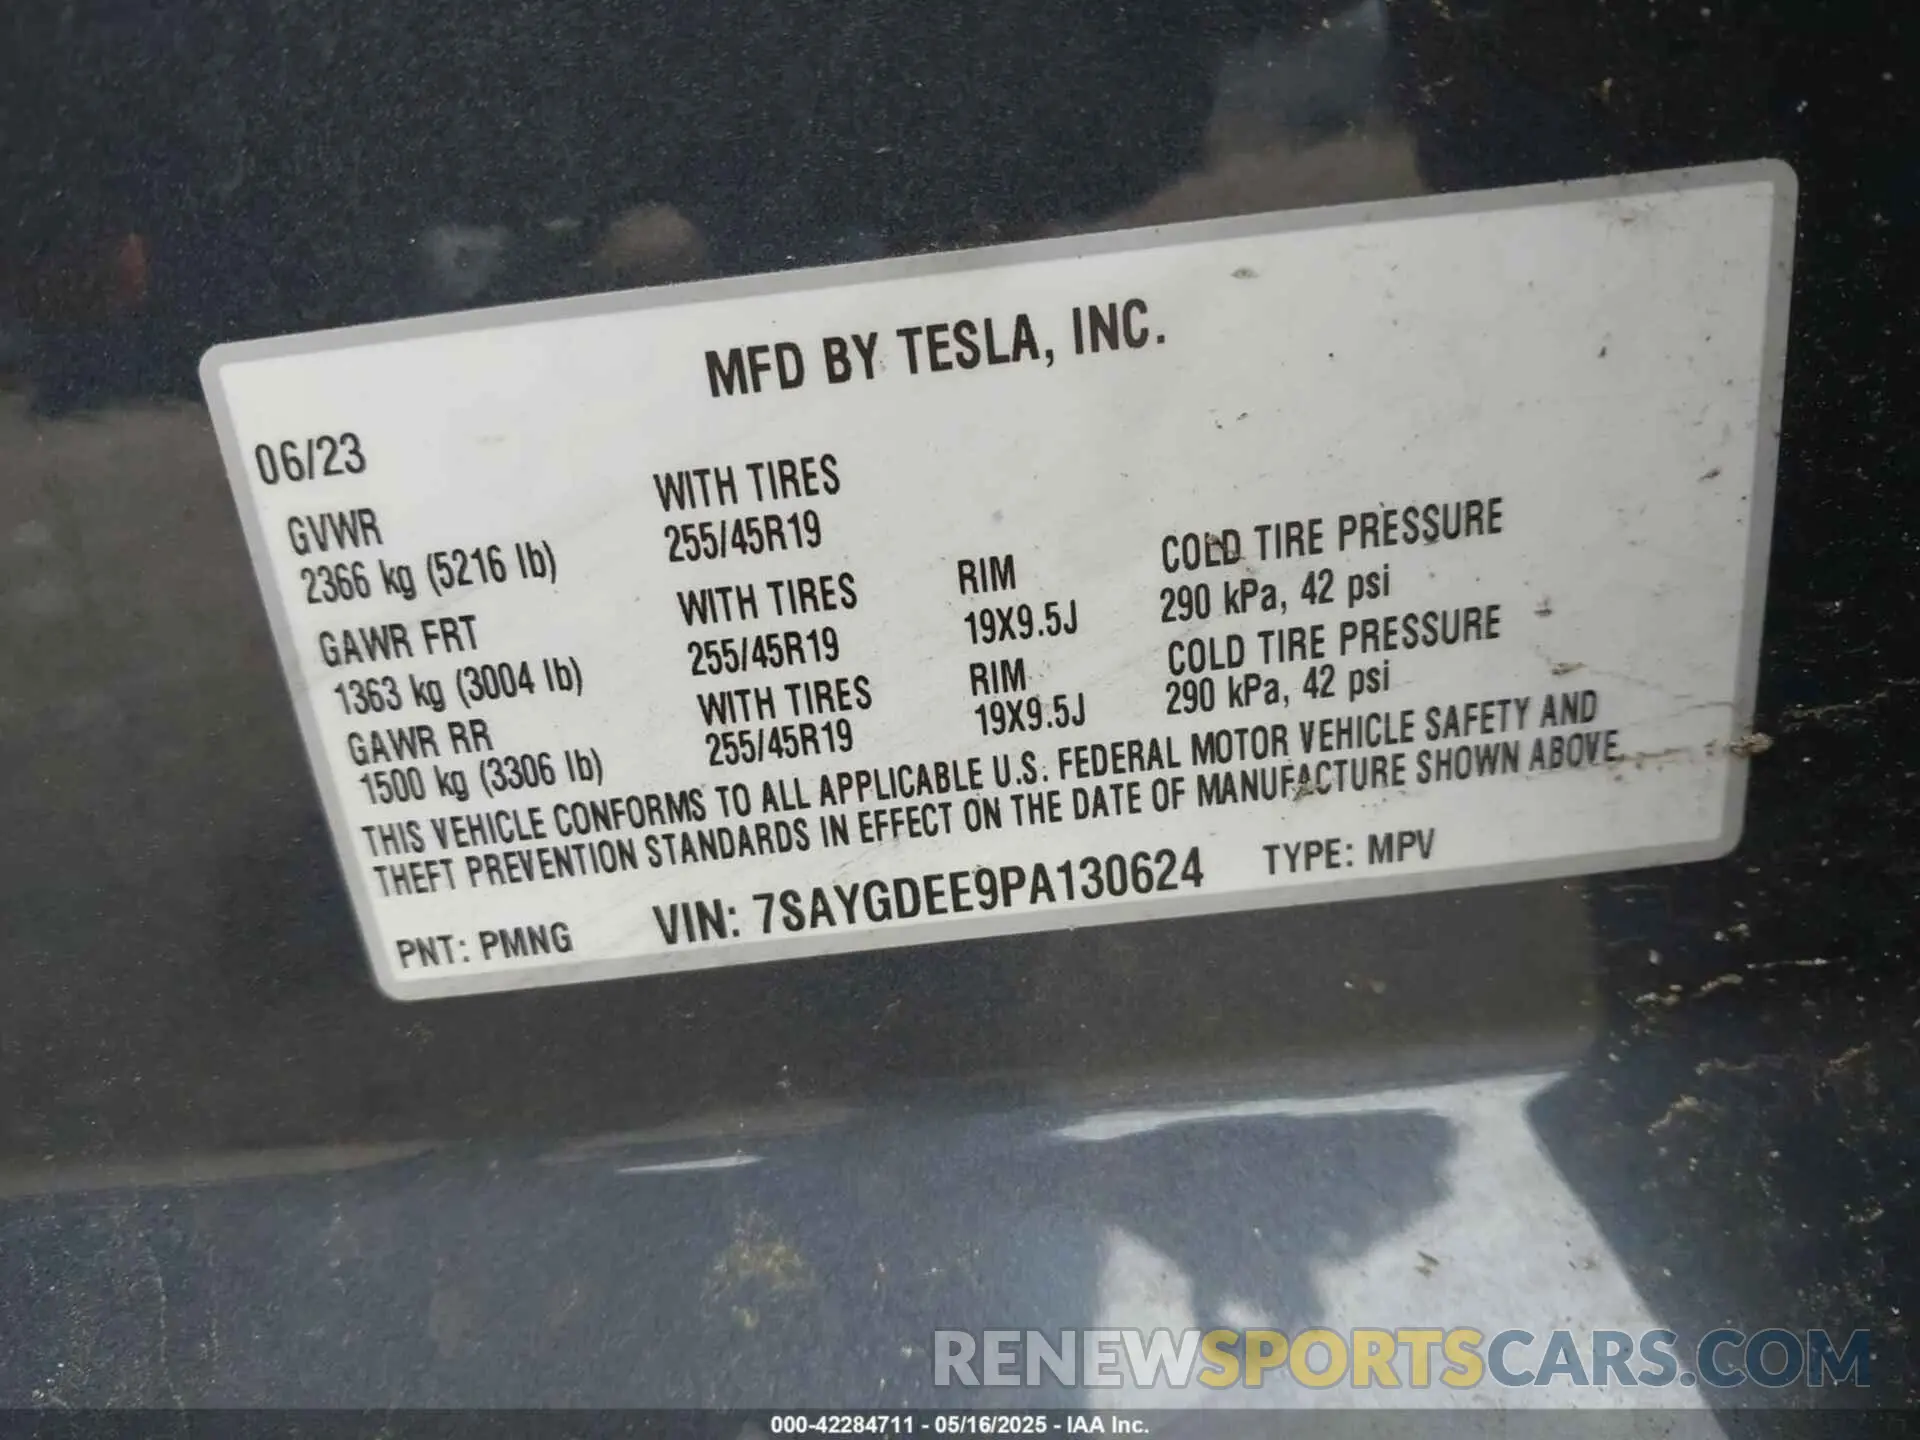 MFD BY TESLA, INC.
06/23
GVWR WITH TIRES
2366 kg (5216 lb) 255/45R19
GAWR FRT WITH TIRES RIM COLD TIRE PRESSURE
1363 kg (3004 lb) 255/45R19 19X9.5J 290 kPa, 42 psi
GAWR RR WITH TIRES RIM COLD TIRE PRESSURE
1500 kg (3306 lb) 255/45R19 19X9.5J 290 kPa, 42 psi
THIS VEHICLE CONFORMS TO ALL APPLICABLE U.S. FEDERAL MOTOR VEHICLE SAFETY AND
THEFT PREVENTION STANDARDS IN EFFECT ON THE DATE OF MANUFACTURE SHOWN ABOVE.
PNT: PMNG VIN: 7SAYGDEE9PA130624 TYPE: MPV
RENEWSPORTSCARS.COM
000-42284711 - 05/16/2025 - IAA Inc.